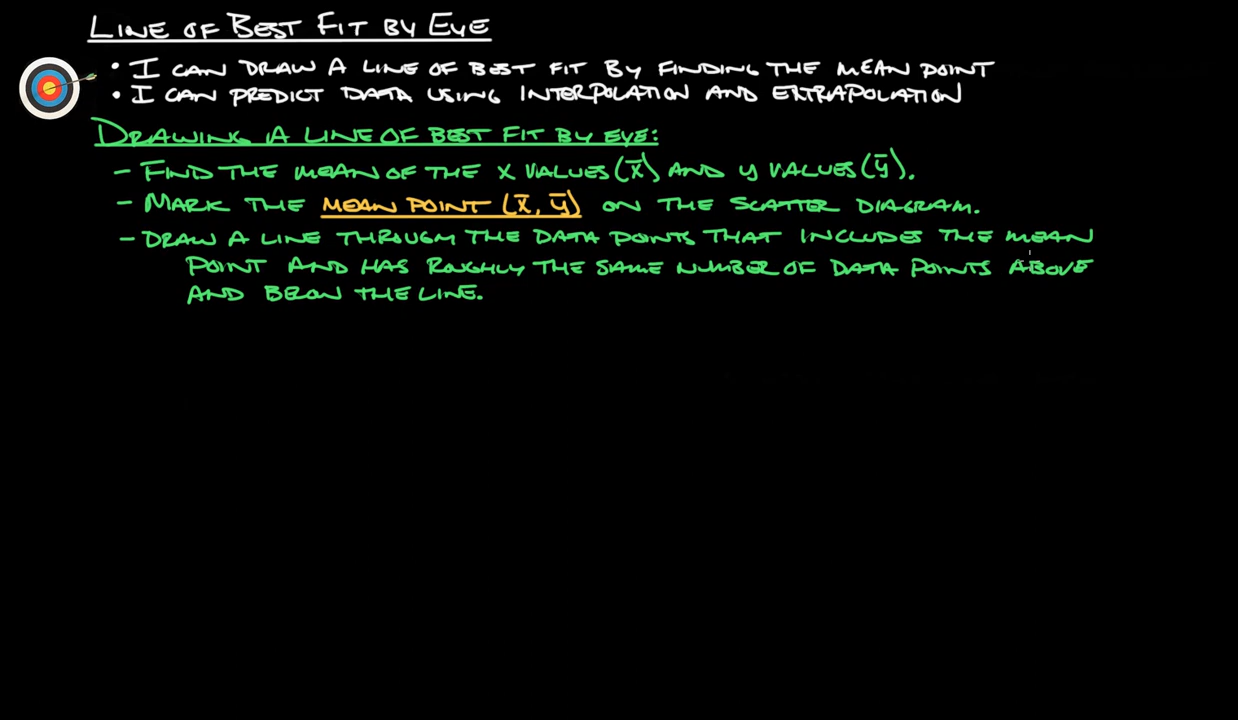 LINE OF BEST FIT BY EYE
• I CAN DRAW A LINE OF BEST FIT BY FINDING THE MEAN POINT
• I CAN PREDICT DATA USING INTERPOLATION AND EXTRAPOLATION
DRAWING A LINE OF BEST FIT BY EYE:
- FIND THE MEAN OF THE X VALUES (x̄) AND y VALUES (ȳ).
- MARK THE MEAN POINT (x̄, ȳ) ON THE SCATTER DIAGRAM.
- DRAW A LINE THROUGH THE DATA POINTS THAT INCLUDES THE MEAN
POINT AND HAS ROUGHLY THE SAME NUMBER OF DATA POINTS ABOVE
AND BELOW THE LINE.